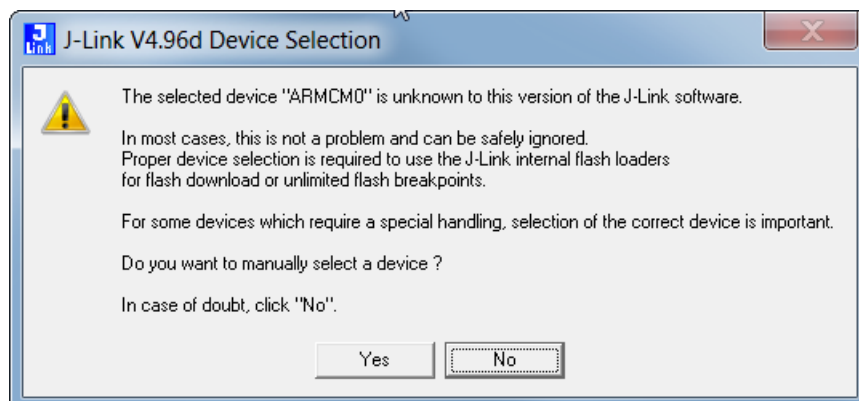 J-Link V4.96d Device Selection
The selected device "ARMCM0" is unknown to this version of the J-Link software.
In most cases, this is not a problem and can be safely ignored.
Proper device selection is required to use the J-Link internal flash loaders
for flash download or unlimited flash breakpoints.
For some devices which require a special handling, selection of the correct device is important.
Do you want to manually select a device ?
In case of doubt, click "No".
Yes No